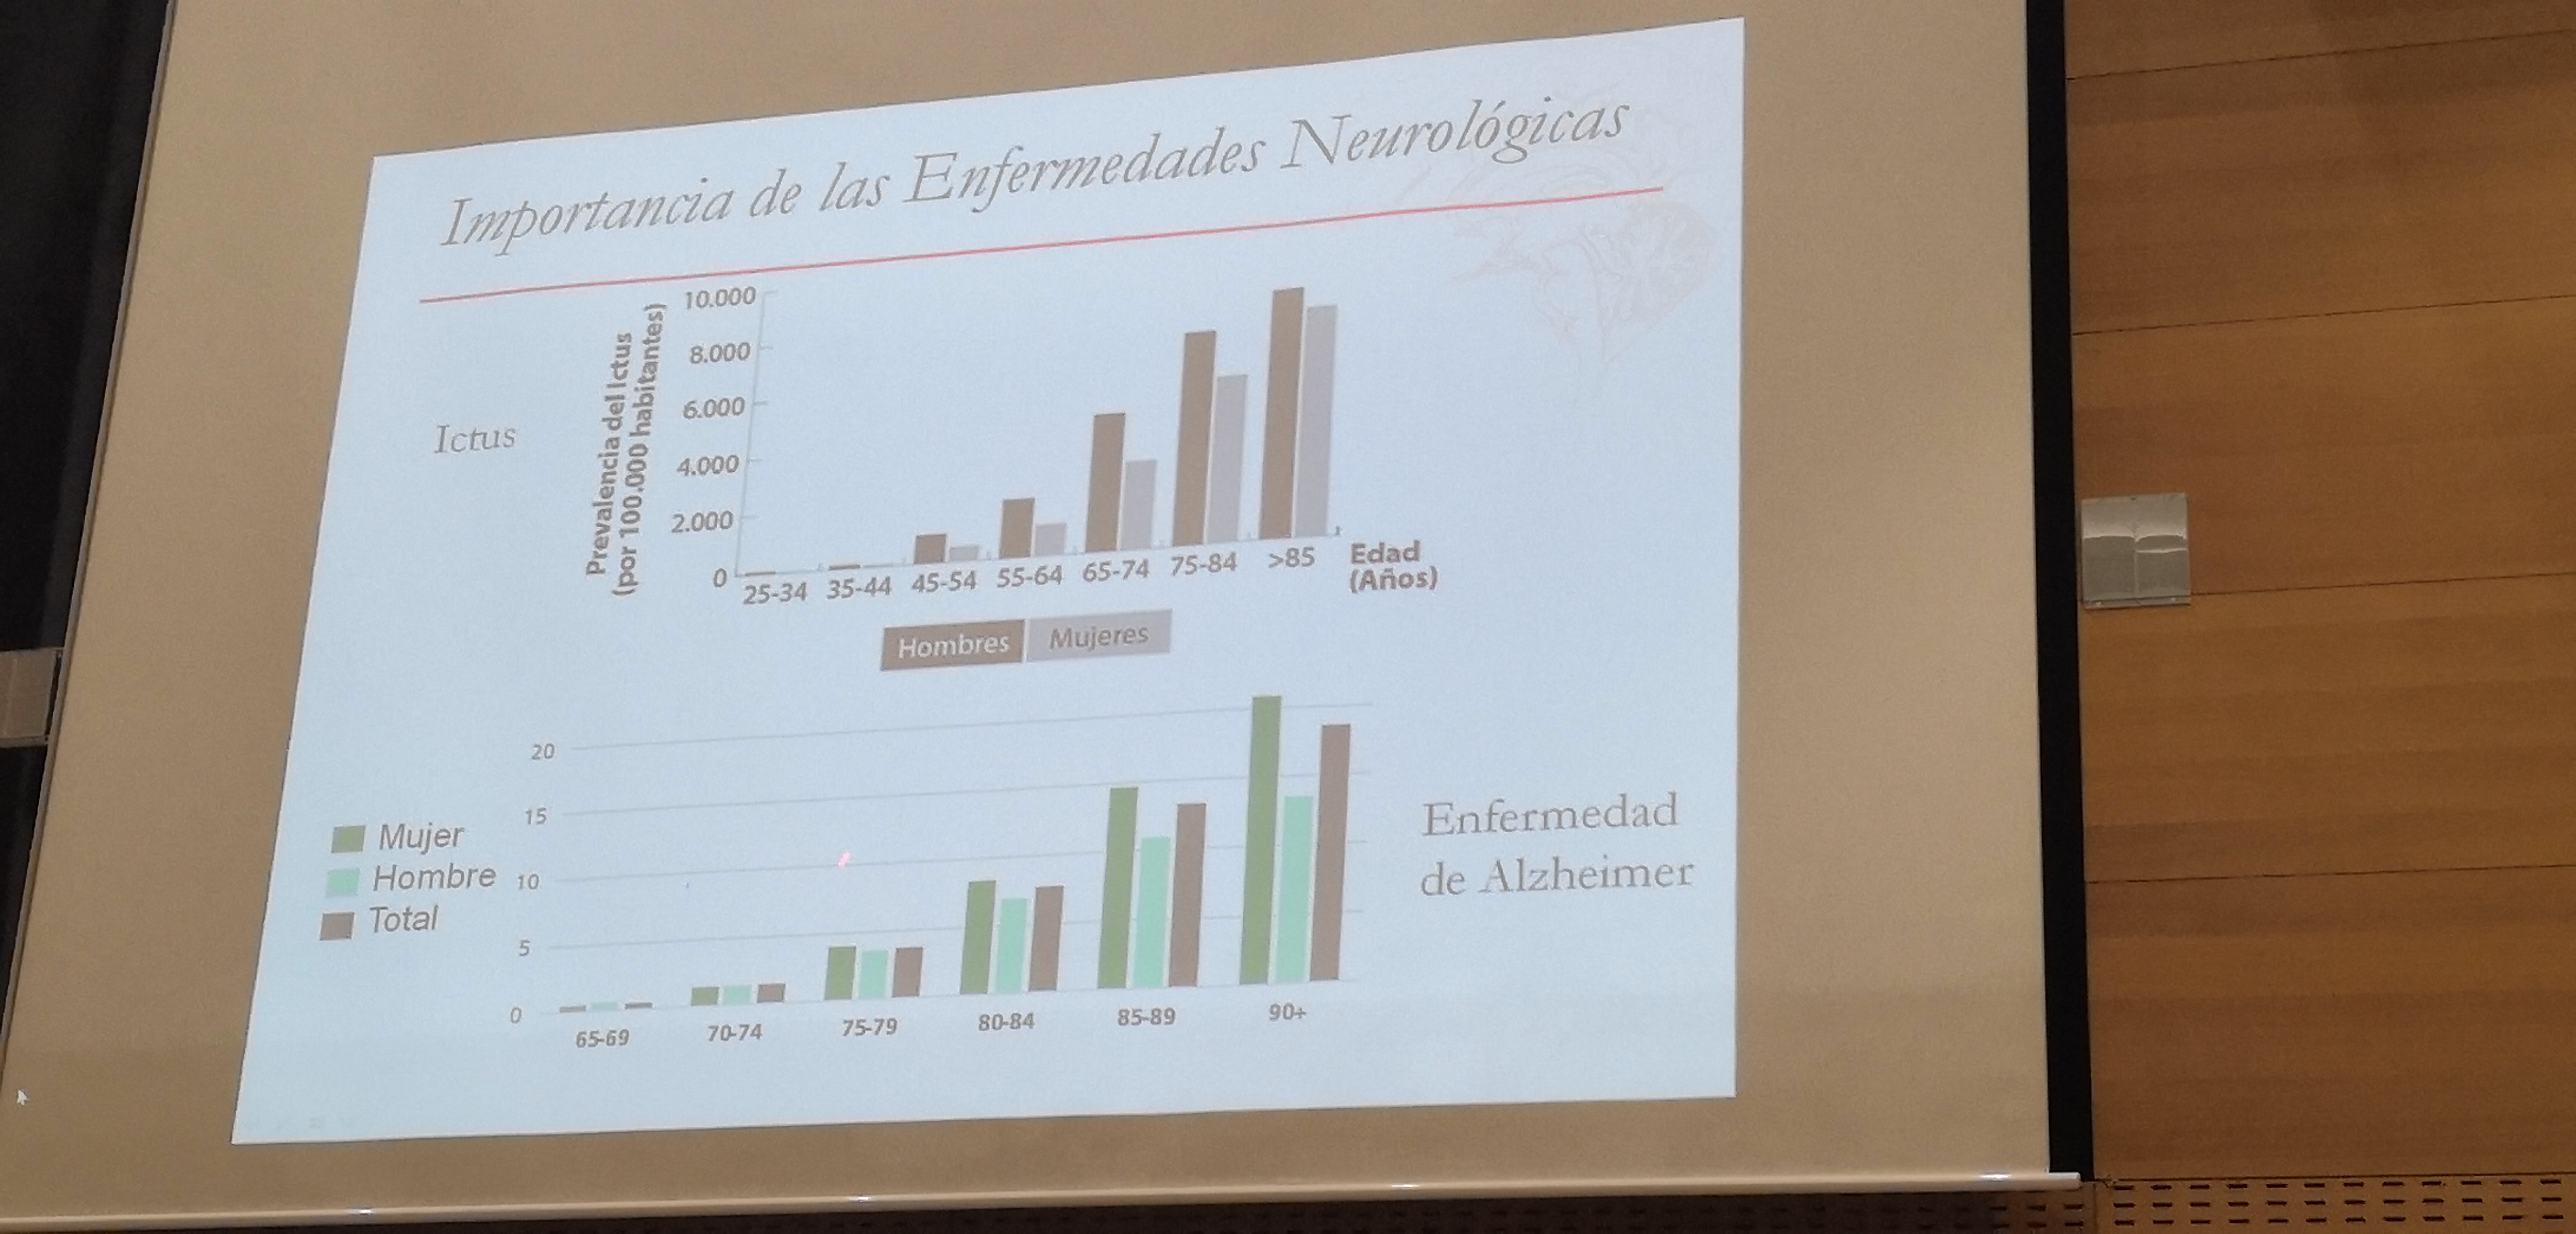 Importancia de las Enfermedades Neurológicas
Ictus
Prevalencia del Ictus
(por 100.000 habitantes)
10.000
8.000
6.000
4.000
2.000
0
25-34 35-44 45-54 55-64 65-74 75-84 >85
Edad
(Años)
Hombres Mujeres
Mujer
Hombre
Total
20
15
10
5
0
65-69 70-74 75-79 80-84 85-89 90+
Enfermedad
de Alzheimer